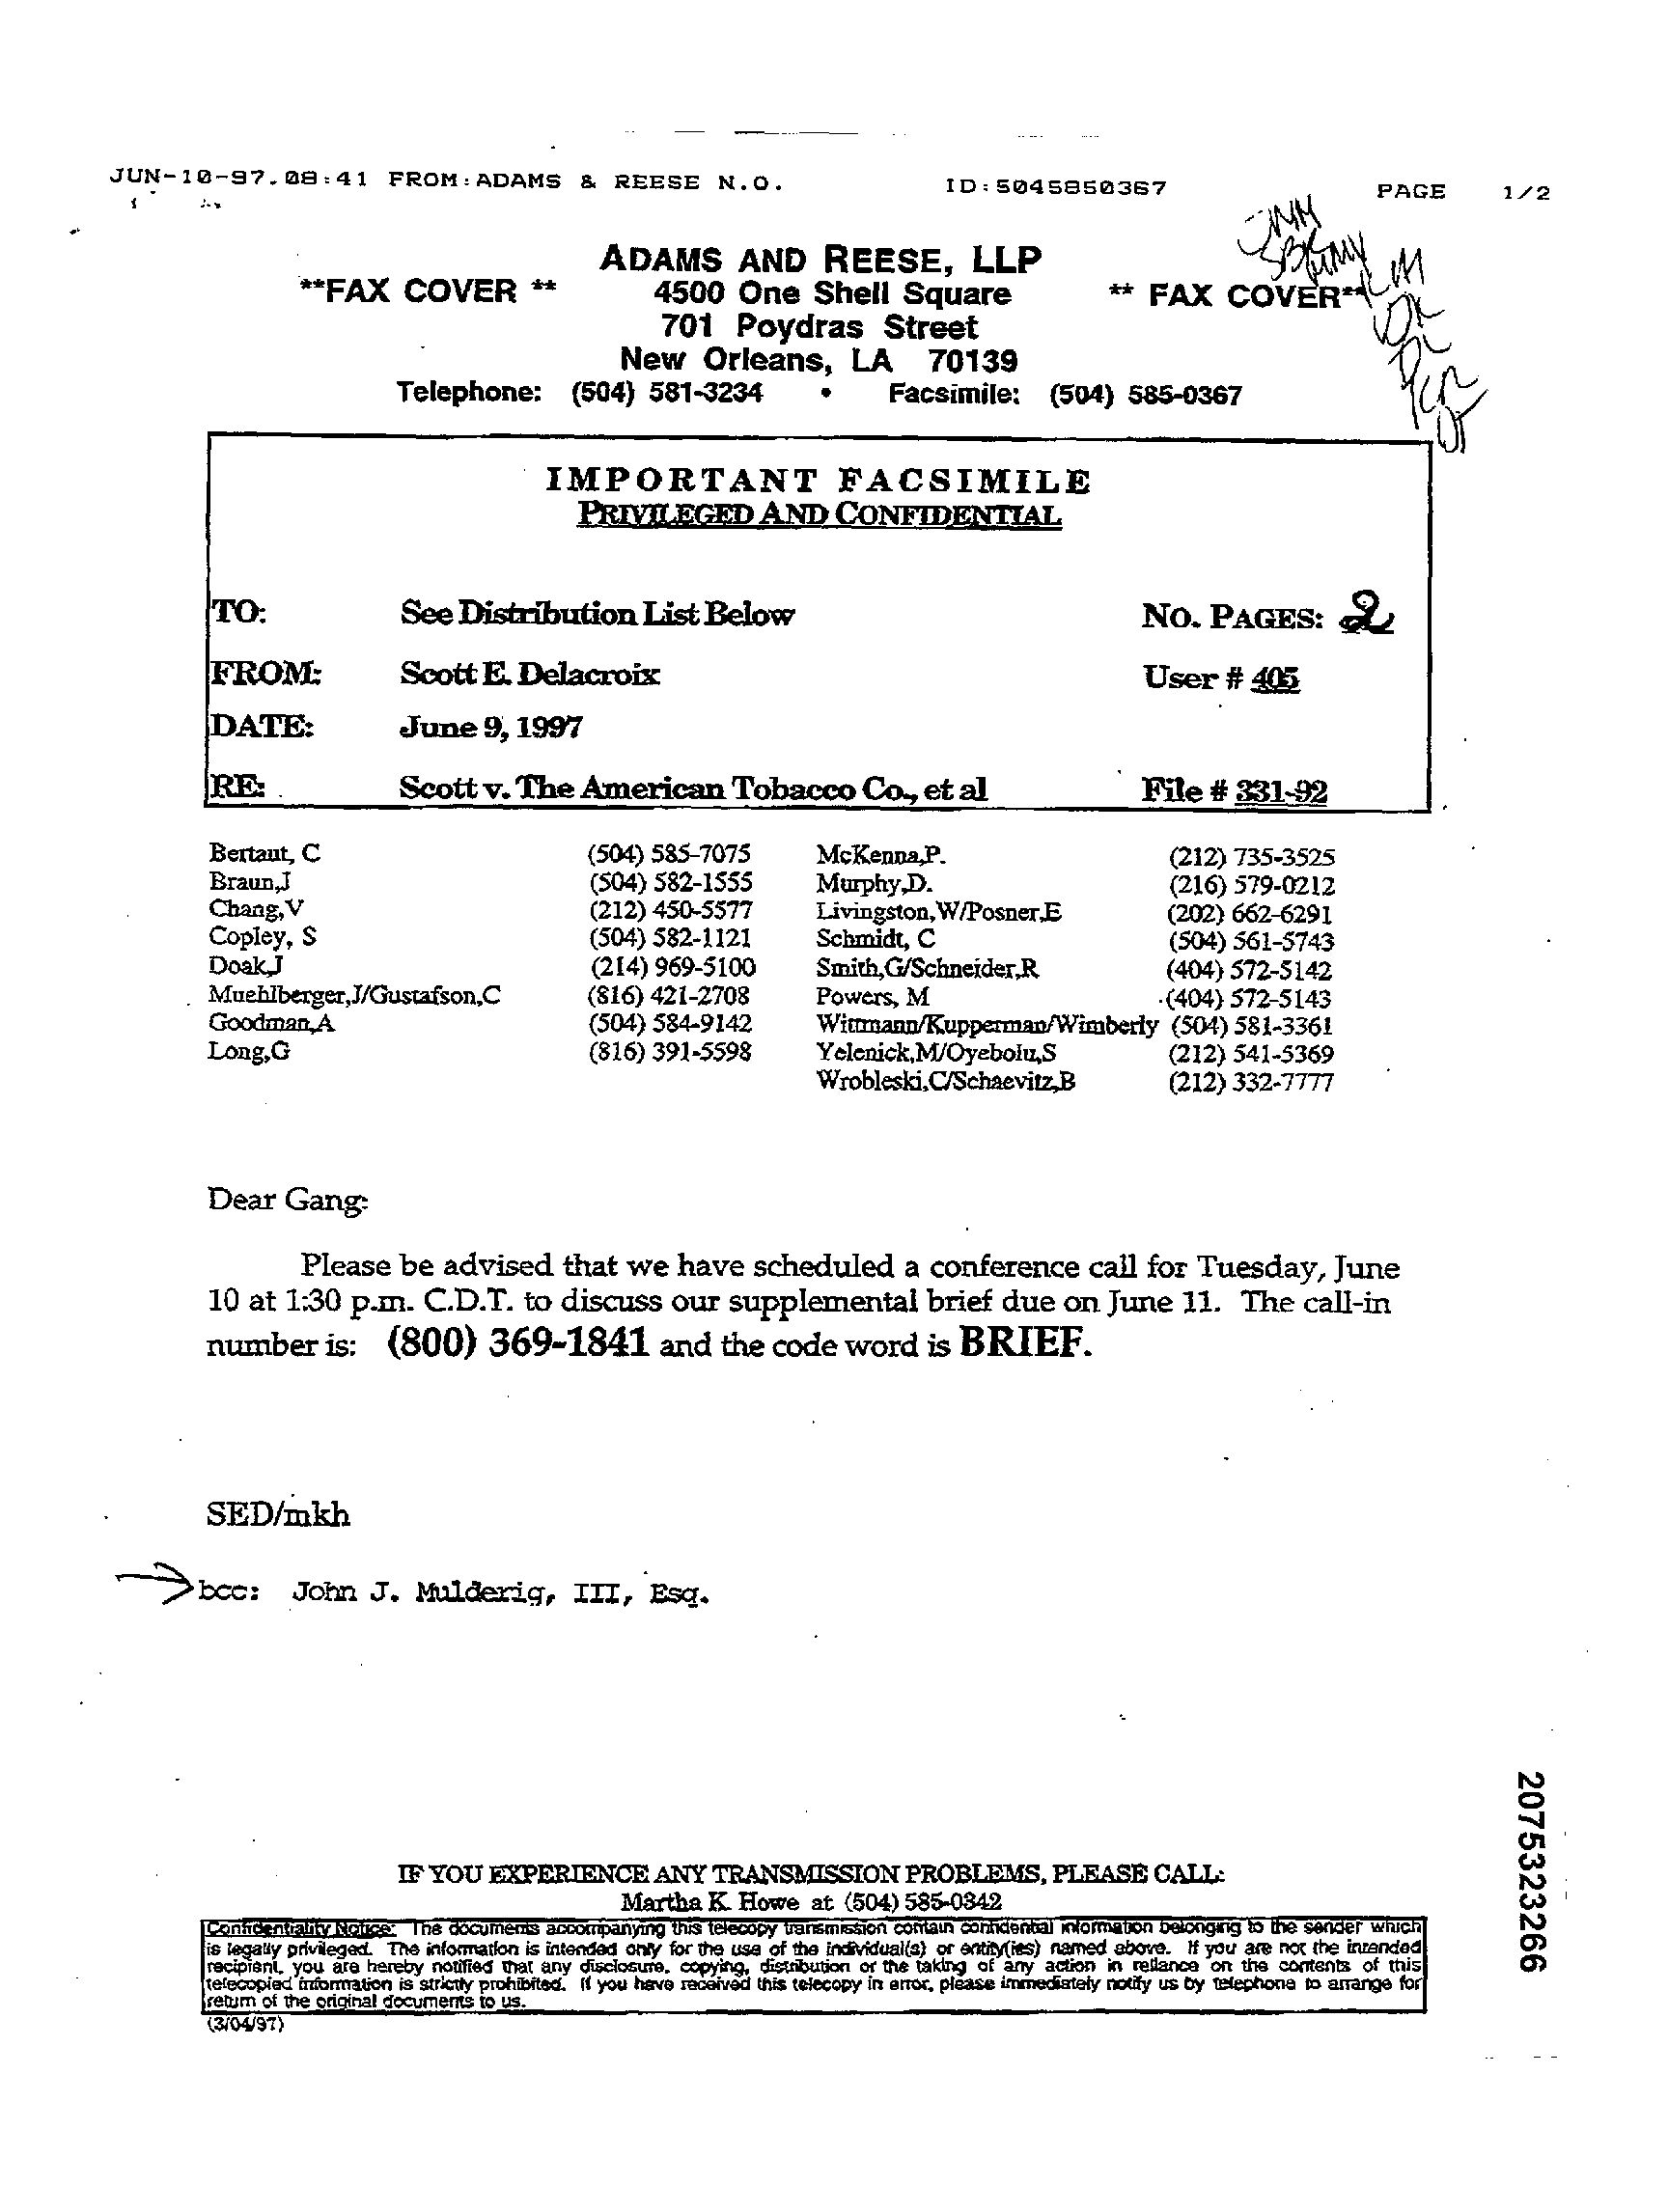 JUN-10-97.08:41 FROM:ADAMS & REESE N.O. ID:5045850367 PAGE 1/2
ADAMS AND REESE, LLP
**FAX COVER ** 4500 One Shell Square ** FAX COVER**
701 Poydras Street
New Orleans, LA 70139
Telephone: (504) 581-3234 • Facsimile: (504) 585-0367
IMPORTANT FACSIMILE
PRIVILEGED AND CONFIDENTIAL
TO: See Distribution List Below NO. PAGES: 2
FROM: Scott E. Delacroix User # 405
DATE: June 9, 1997
RE: Scott v. The American Tobacco Co., et al File # 331-92
Bertaut, C (504) 585-7075 McKenna,P. (212) 735-3525
Braun,J (504) 582-1555 Murphy,D. (216) 579-0212
Chang,V (212) 450-5577 Livingston,W/Posner,E (202) 662-6291
Copley, S (504) 582-1121 Schmidt, C (504) 561-5743
Doak,J (214) 969-5100 Smith,G/Schneider,R (404) 572-5142
Muehlberger,J/Gustafson,C (816) 421-2708 Powers, M (404) 572-5143
Goodman,A (504) 584-9142 Wittmann/Kupperman/Wimberly (504) 581-3361
Long,G (816) 391-5598 Yelenick,M/Oyebolu,S (212) 541-5369
Wrobleski,C/Schaevitz,B (212) 332-7777
Dear Gang:
Please be advised that we have scheduled a conference call for Tuesday, June
10 at 1:30 p.m. C.D.T. to discuss our supplemental brief due on June 11. The call-in
number is: (800) 369-1841 and the code word is BRIEF.
SED/mkh
bcc: John J. Mulderig, III, Esq.
2075323266
IF YOU EXPERIENCE ANY TRANSMISSION PROBLEMS, PLEASE CALL:
Martha K. Howe at (504) 585-0342
Confidentiality Notice: The documents accompanying this telecopy transmission contain confidential information belonging to the sender which
is legally privileged. The information is intended only for the use of the individual(s) or entity(ies) named above. If you are not the intended
recipient, you are hereby notified that any disclosure, copying, distribution or the taking of any action in reliance on the contents of this
telecopied information is strictly prohibited. If you have received this telecopy in error, please immediately notify us by telephone to arrange for
return of the original documents to us.
(3/04/97)